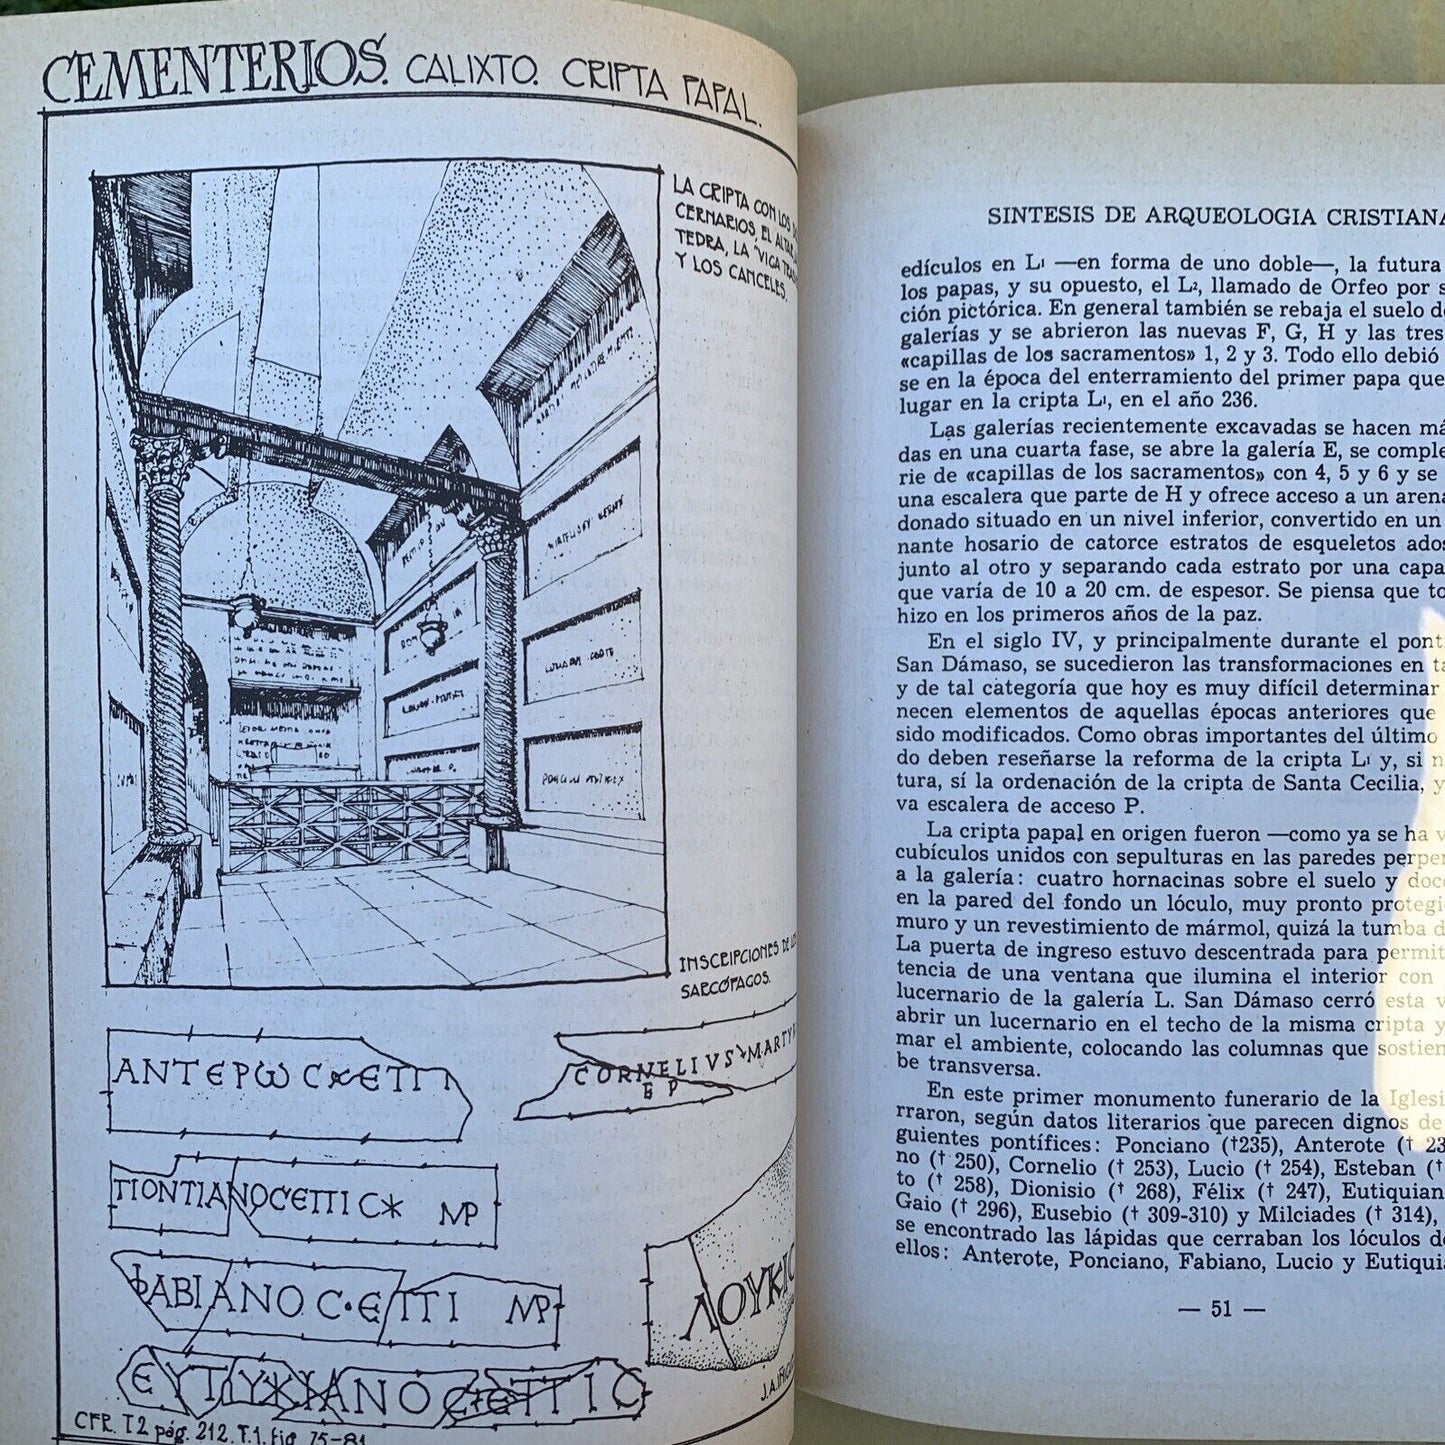 CEMENTERIOS. CALIXTO. CRIPTA PAPAL.
LA CRIPTA CON LOS
CERNARIOS, EL ALTAR
TEDRA, LA "VIGA
Y LOS CANCELES.
INSCRIPCIONES DE LOS
SARCÓFAGOS.
ΑΝΤΕΡѠϹ
CORNELIVS MARTY
EP
ΠΟΝΤΙΑΝΟϹ ΕΠΙϹΚ ΜΡ
ΦΑΒΙΑΝΟϹ ΕΠΙ ΜΡ
ΛΟΥΚΙ
ΕΥΤΥΧΙΑΝΟϹ ΕΠΙϹ
CFR. T2 pág. 212. T.1. fig. 75-81
SINTESIS DE ARQUEOLOGIA CRISTIANA
edículos en L¹ —en forma de uno doble—, la futura
los papas, y su opuesto, el L², llamado de Orfeo por s
ción pictórica. En general también se rebaja el suelo de
galerías y se abrieron las nuevas F, G, H y las tres
«capillas de los sacramentos» 1, 2 y 3. Todo ello debió
se en la época del enterramiento del primer papa que
lugar en la cripta L¹, en el año 236.
Las galerías recientemente excavadas se hacen má
das en una cuarta fase, se abre la galería E, se comple
rie de «capillas de los sacramentos» con 4, 5 y 6 y se
una escalera que parte de H y ofrece acceso a un arena
donado situado en un nivel inferior, convertido en un
nante hosario de catorce estratos de esqueletos ados
junto al otro y separando cada estrato por una capa
que varía de 10 a 20 cm. de espesor. Se piensa que to
hizo en los primeros años de la paz.
En el siglo IV, y principalmente durante el ponti
San Dámaso, se sucedieron las transformaciones en ta
y de tal categoría que hoy es muy difícil determinar
necen elementos de aquellas épocas anteriores que
sido modificados. Como obras importantes del último
do deben reseñarse la reforma de la cripta L¹ y, si n
tura, sí la ordenación de la cripta de Santa Cecilia, y
va escalera de acceso P.
La cripta papal en origen fueron —como ya se ha v
cubículos unidos con sepulturas en las paredes perpen
a la galería: cuatro hornacinas sobre el suelo y doce
en la pared del fondo un lóculo, muy pronto protegid
muro y un revestimiento de mármol, quizá la tumba d
La puerta de ingreso estuvo descentrada para permit
tencia de una ventana que ilumina el interior con
lucernario de la galería L. San Dámaso cerró esta v
abrir un lucernario en el techo de la misma cripta y
mar el ambiente, colocando las columnas que sostien
be transversa.
En este primer monumento funerario de la Iglesi
rraron, según datos literarios que parecen dignos de
guientes pontífices: Ponciano (†235), Anterote († 23
no († 250), Cornelio († 253), Lucio († 254), Esteban (†
to († 258), Dionisio († 268), Félix († 247), Eutiquian
Gaio († 296), Eusebio († 309-310) y Milciades († 314),
se encontrado las lápidas que cerraban los lóculos de
ellos: Anterote, Ponciano, Fabiano, Lucio y Eutiquia
— 51 —